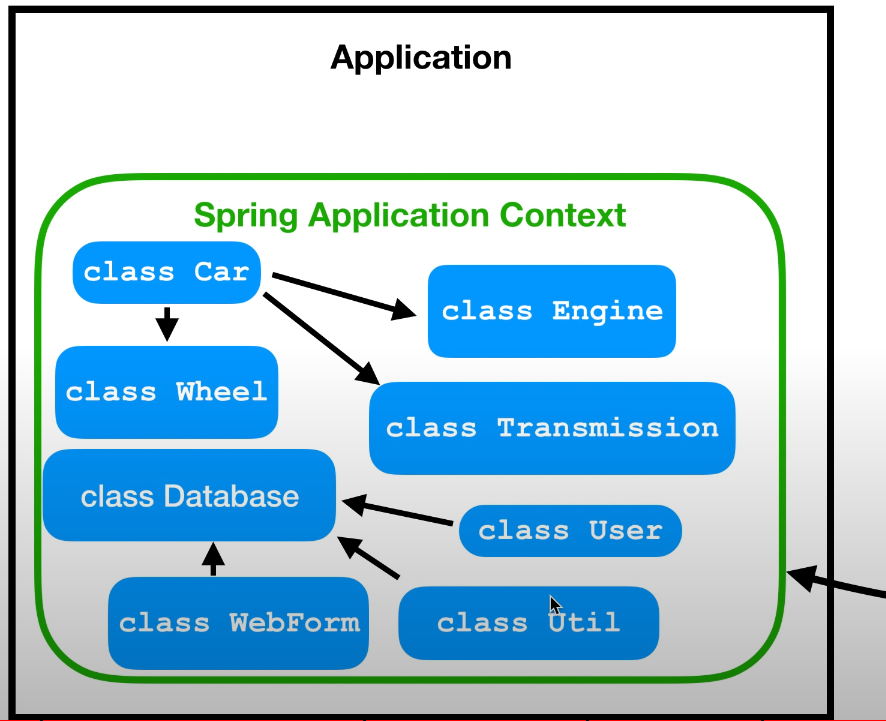 Application
Spring Application Context
class Car
class Engine
class Wheel
class Transmission
class Database
class User
class WebForm
class Util